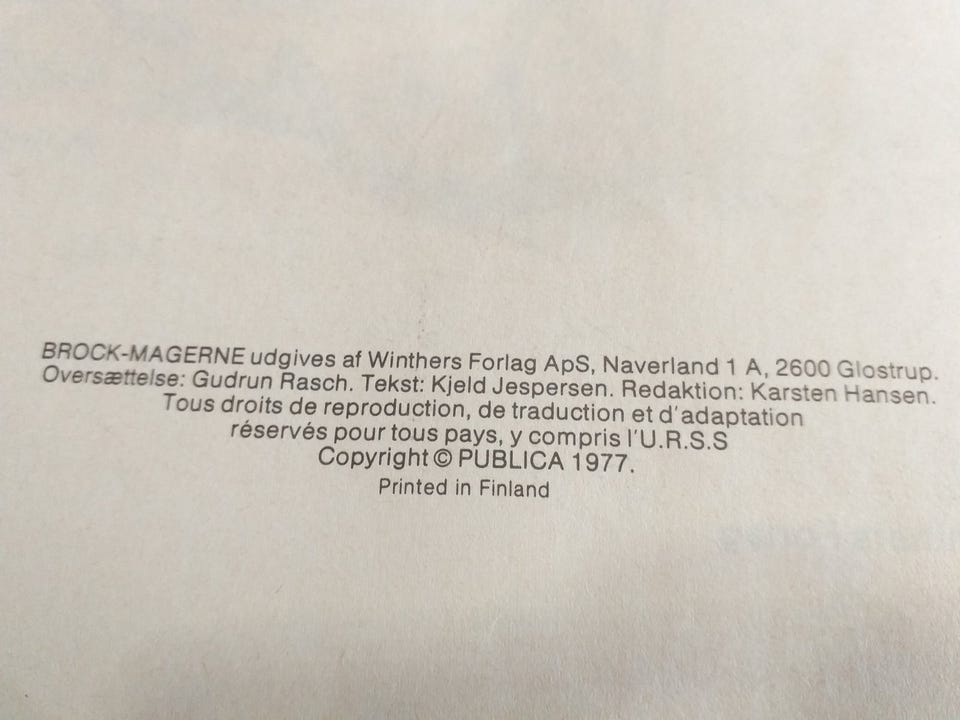 BROCK-MAGERNE udgives af Winthers Forlag ApS, Naverland 1 A, 2600 Glostrup.
Oversættelse: Gudrun Rasch. Tekst: Kjeld Jespersen. Redaktion: Karsten Hansen.
Tous droits de reproduction, de traduction et d'adaptation
réservés pour tous pays, y compris l'U.R.S.S
Copyright © PUBLICA 1977.
Printed in Finland